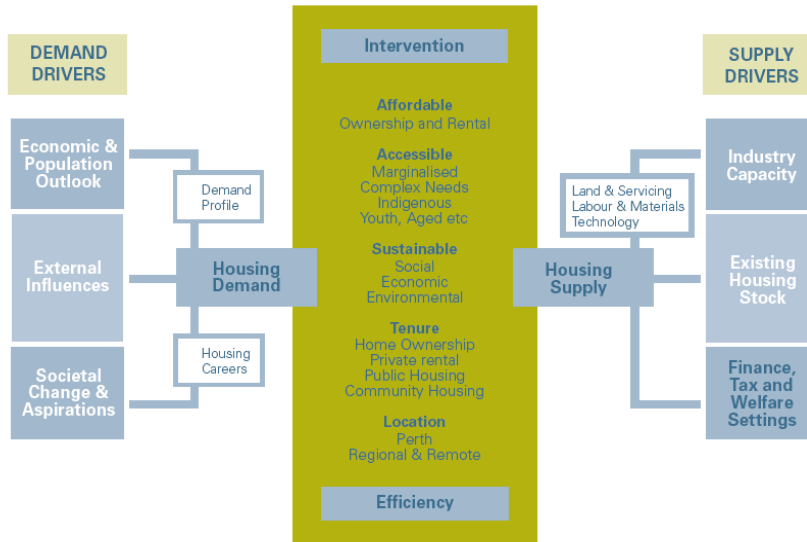 DEMAND
DRIVERS
Economic &
Population
Outlook
External
Influences
Societal
Change &
Aspirations
Demand
Profile
Housing
Demand
Housing
Careers
Intervention
Affordable
Ownership and Rental
Accessible
Marginalised
Complex Needs
Indigenous
Youth, Aged etc
Sustainable
Social
Economic
Environmental
Tenure
Home Ownership
Private rental
Public Housing
Community Housing
Location
Perth
Regional & Remote
Efficiency
Land & Servicing
Labour & Materials
Technology
Housing
Supply
SUPPLY
DRIVERS
Industry
Capacity
Existing
Housing
Stock
Finance,
Tax and
Welfare
Settings